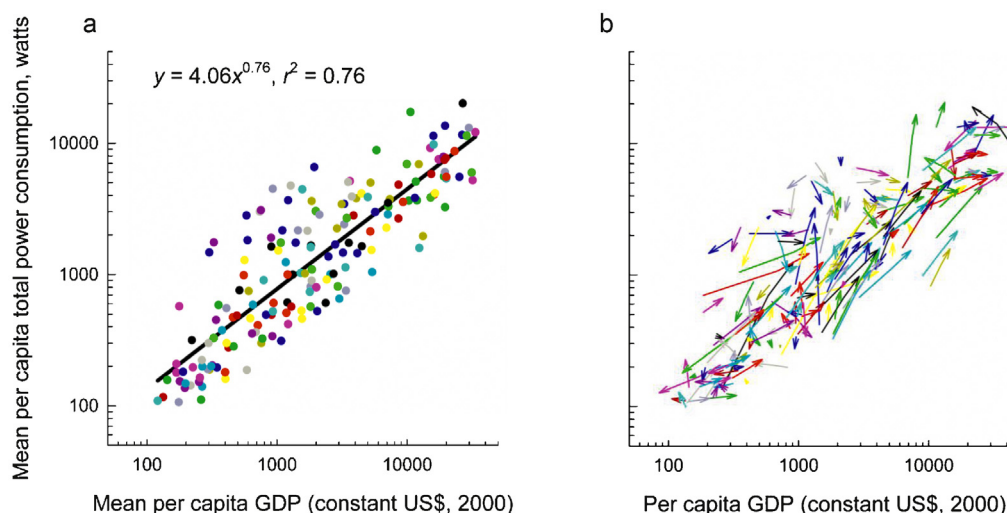 a
b
Mean per capita total power consumption, watts
y = 4.06x^0.76, r² = 0.76
10000
1000
100
100 1000 10000
Mean per capita GDP (constant US$, 2000)
100 1000 10000
Per capita GDP (constant US$, 2000)